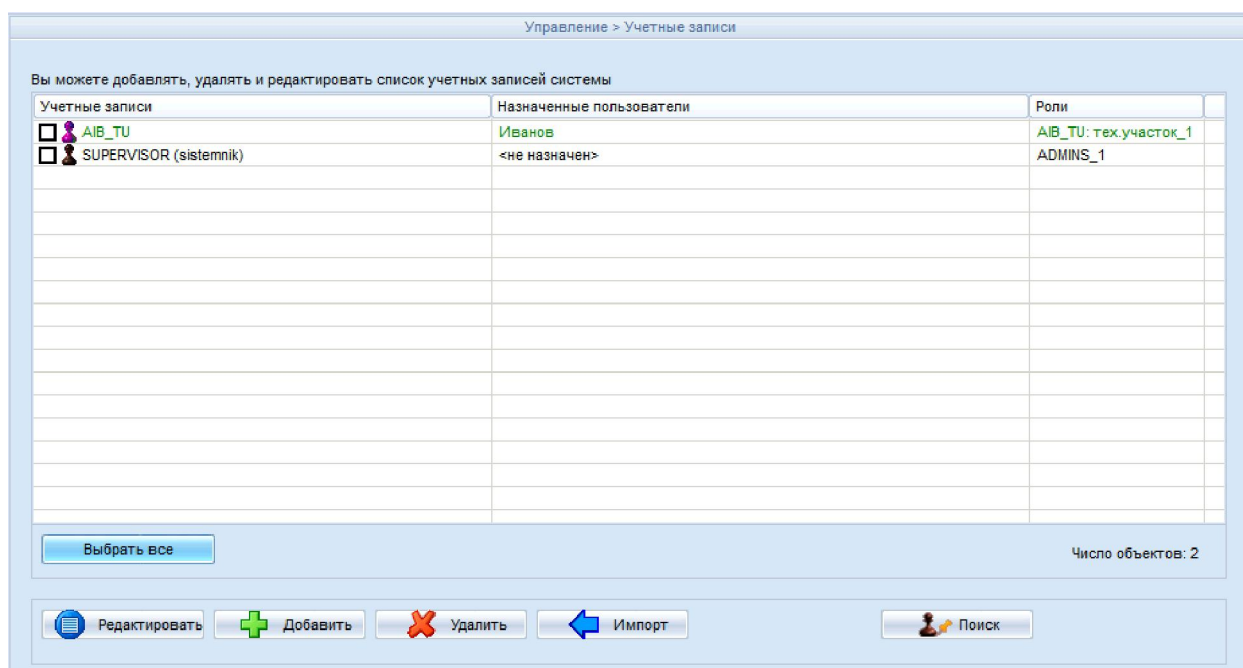 Управление > Учетные записи
Вы можете добавлять, удалять и редактировать список учетных записей системы
Учетные записи Назначенные пользователи Роли
AIB_TU Иванов AIB_TU: тех.участок_1
SUPERVISOR (sistemnik) <не назначен> ADMINS_1
Выбрать все Число объектов: 2
Редактировать Добавить Удалить Импорт Поиск